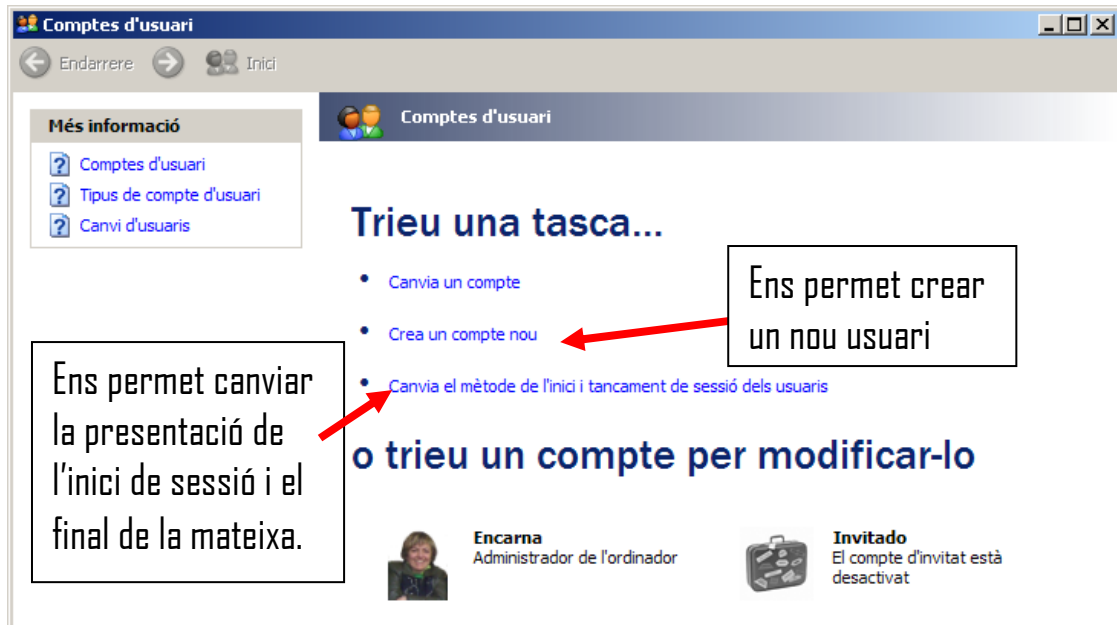 Comptes d'usuari
Endarrere
Inici
Més informació
Comptes d'usuari
Tipus de compte d'usuari
Canvi d'usuaris
Comptes d'usuari
Trieu una tasca...
Canvia un compte
Crea un compte nou
Canvia el mètode de l'inici i tancament de sessió dels usuaris
Ens permet crear
un nou usuari
Ens permet canviar
la presentació de
l'inici de sessió i el
final de la mateixa.
o trieu un compte per modificar-lo
Encarna
Administrador de l'ordinador
Invitado
El compte d'invitat està
desactivat